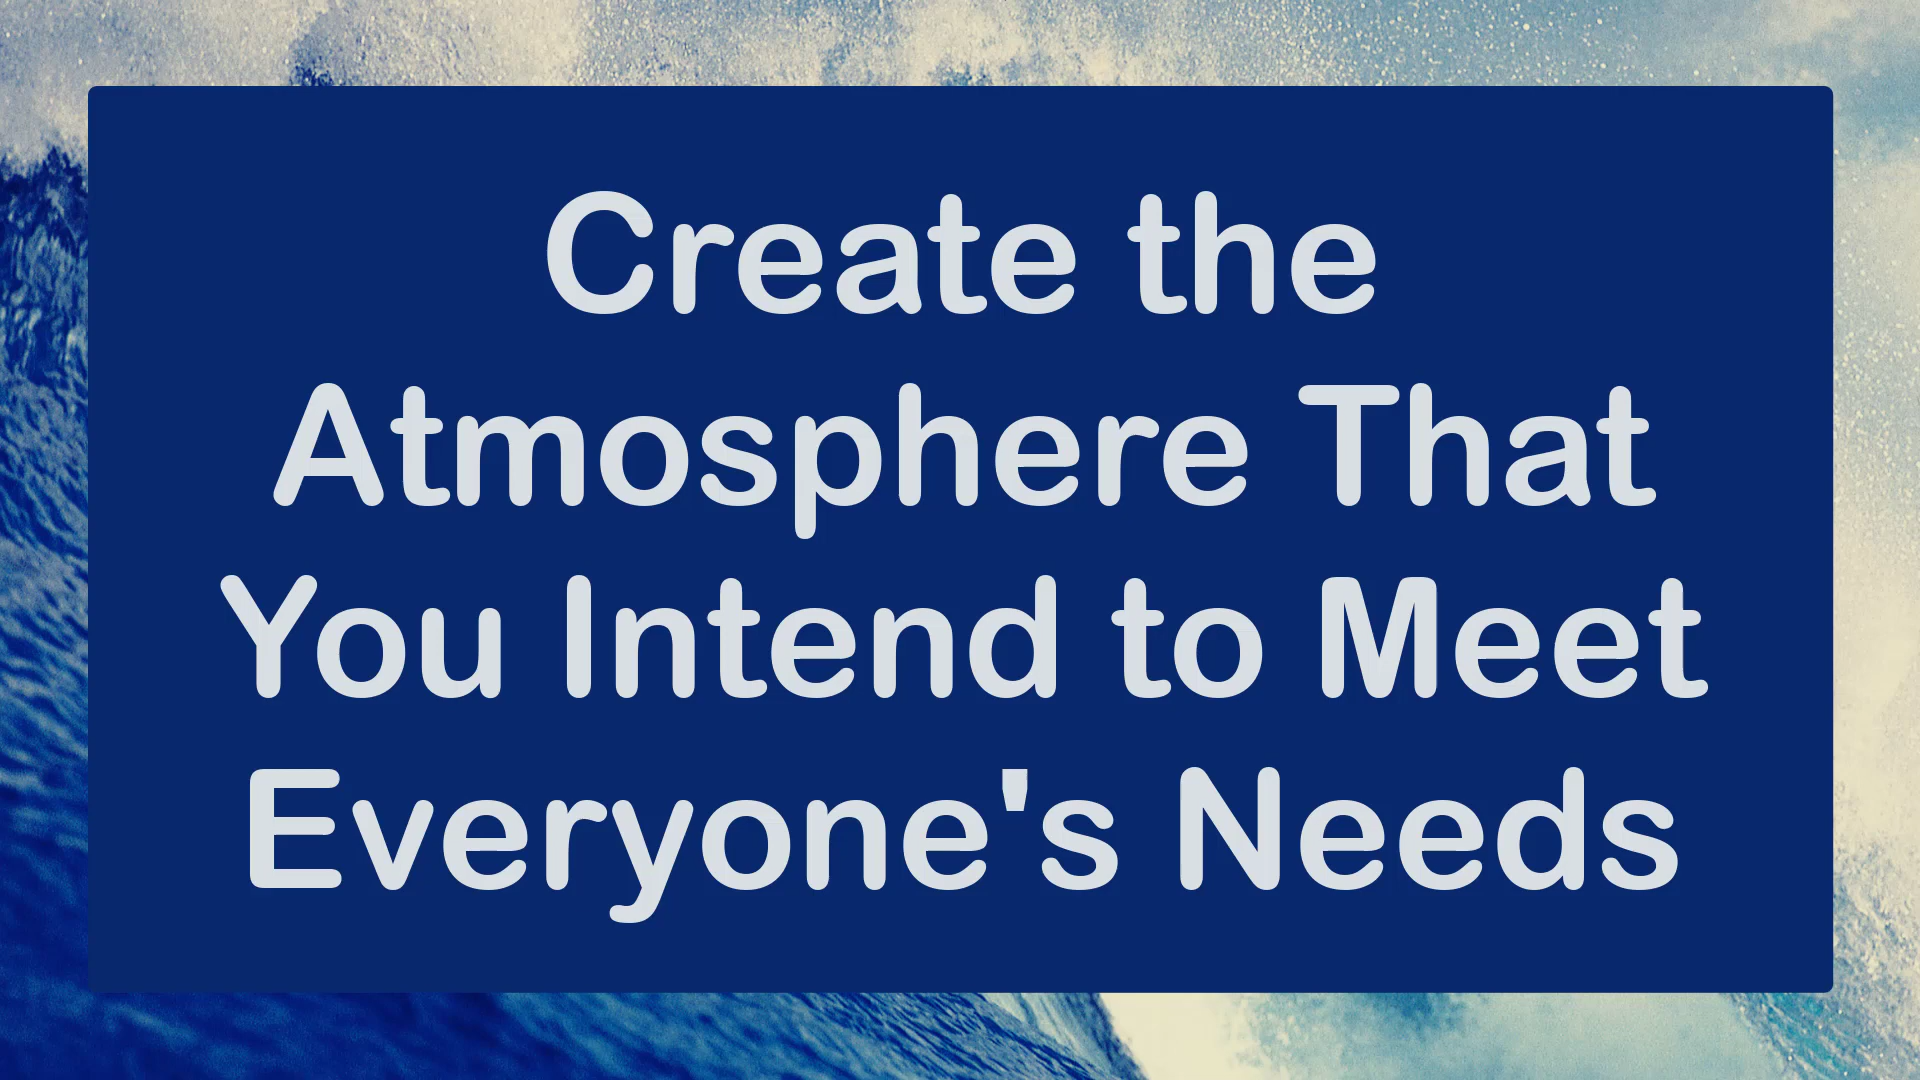 Create the
Atmosphere That
You Intend to Meet
Everyone's Needs